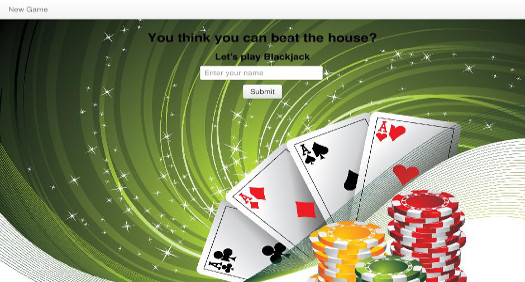 New Game
You think you can beat the house?
Let's play Blackjack
Enter your name
Submit
A
A
A
A